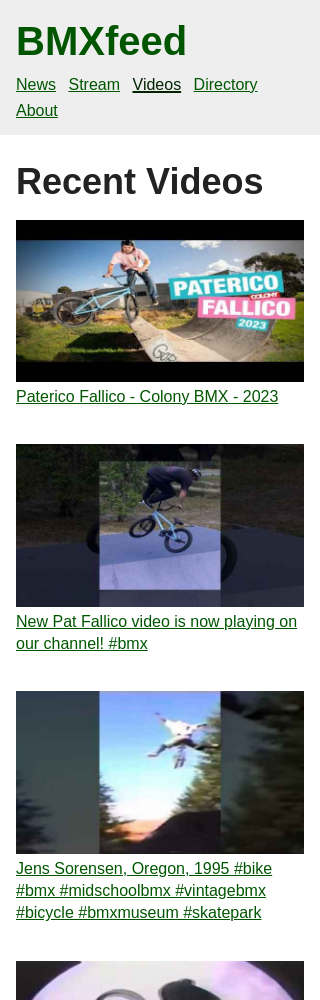 BMXfeed
News Stream Videos Directory
About
Recent Videos
PATERICO
COLONY
FALLICO
2023
Paterico Fallico - Colony BMX - 2023
New Pat Fallico video is now playing on
our channel! #bmx
Jens Sorensen, Oregon, 1995 #bike
#bmx #midschoolbmx #vintagebmx
#bicycle #bmxmuseum #skatepark